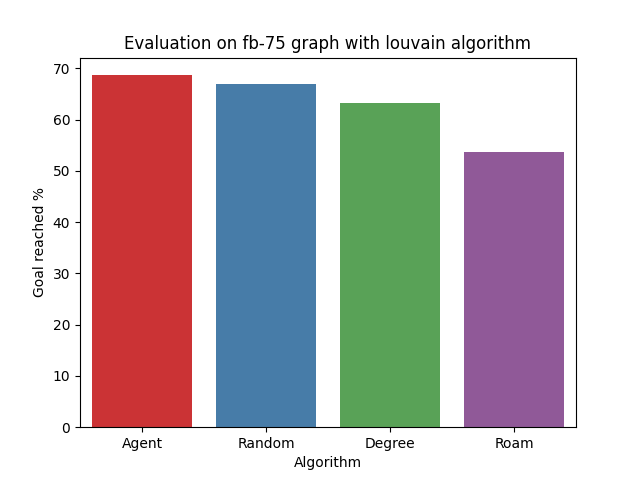 Evaluation on fb-75 graph with louvain algorithm
70
60
50
40
30
20
10
0
Goal reached %
Agent Random Degree Roam
Algorithm